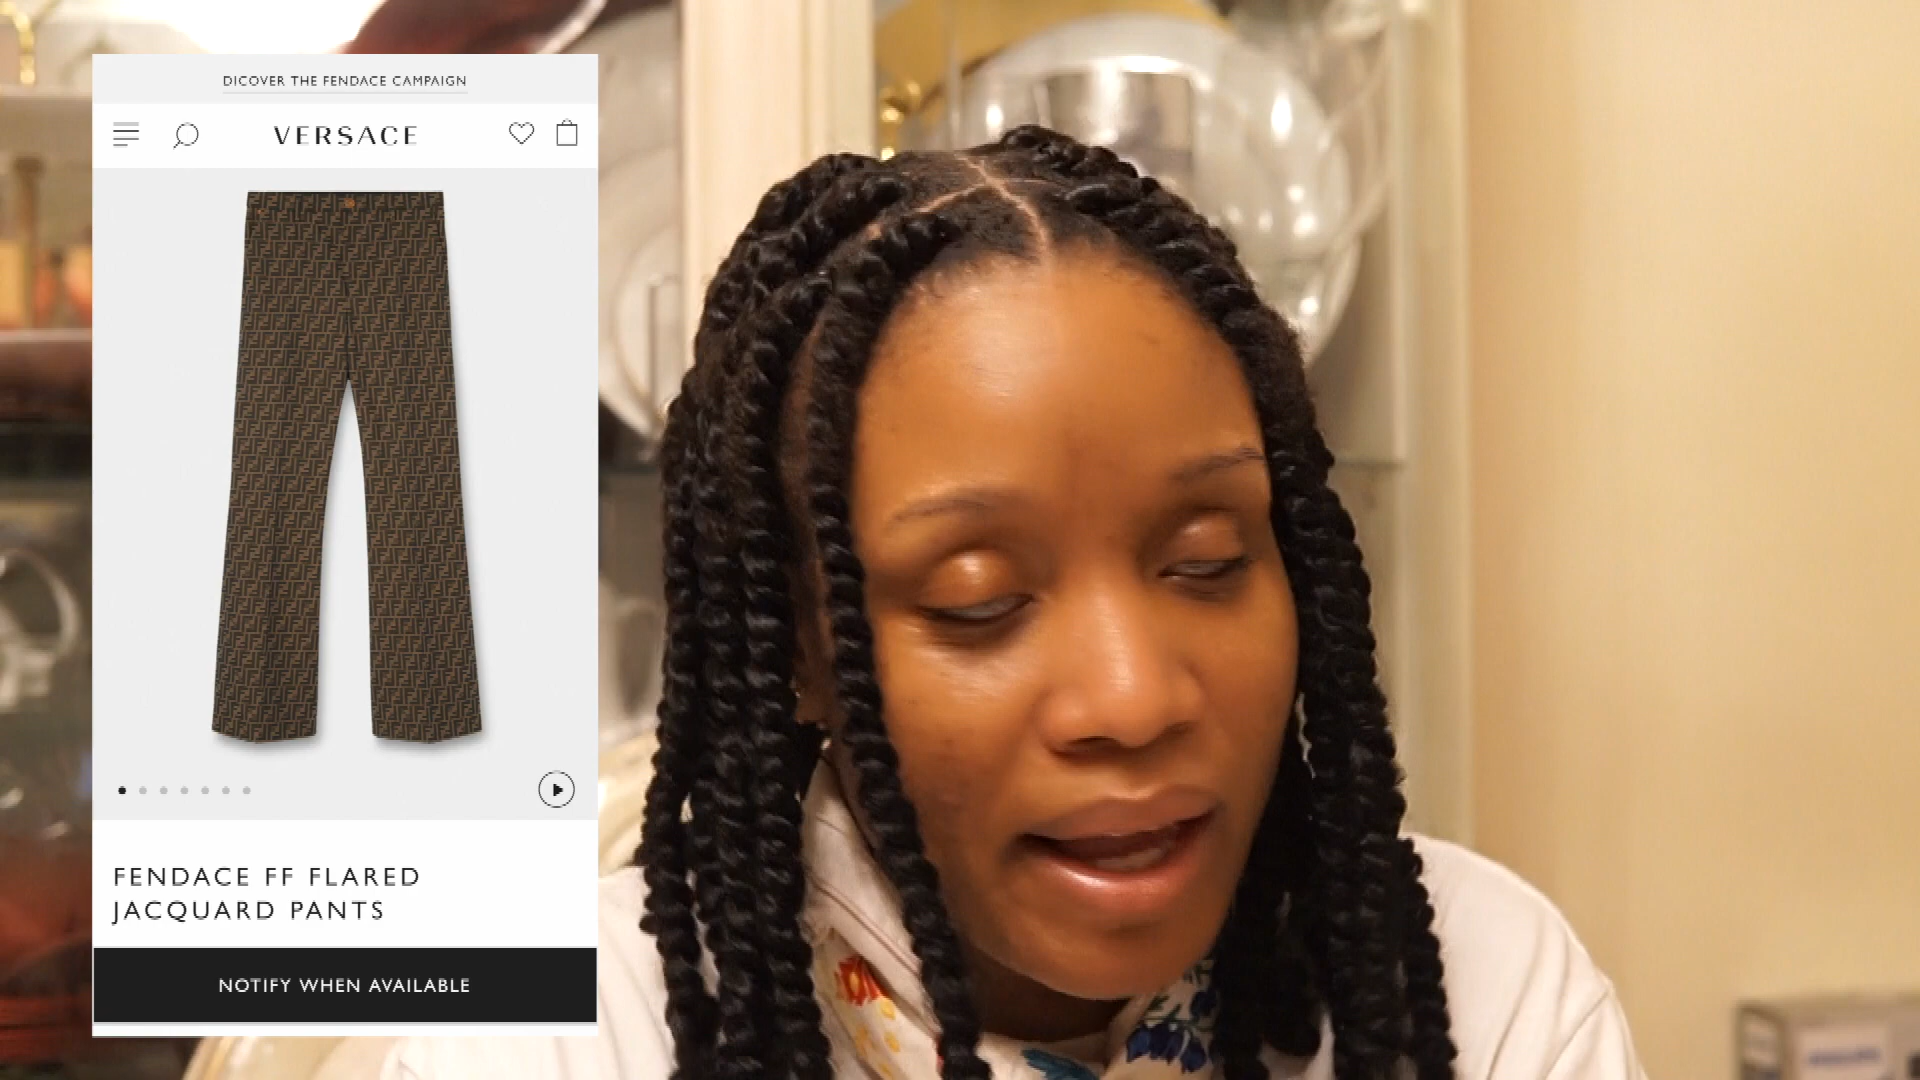 DICOVER THE FENDACE CAMPAIGN
VERSACE
FENDACE FF FLARED
JACQUARD PANTS
NOTIFY WHEN AVAILABLE